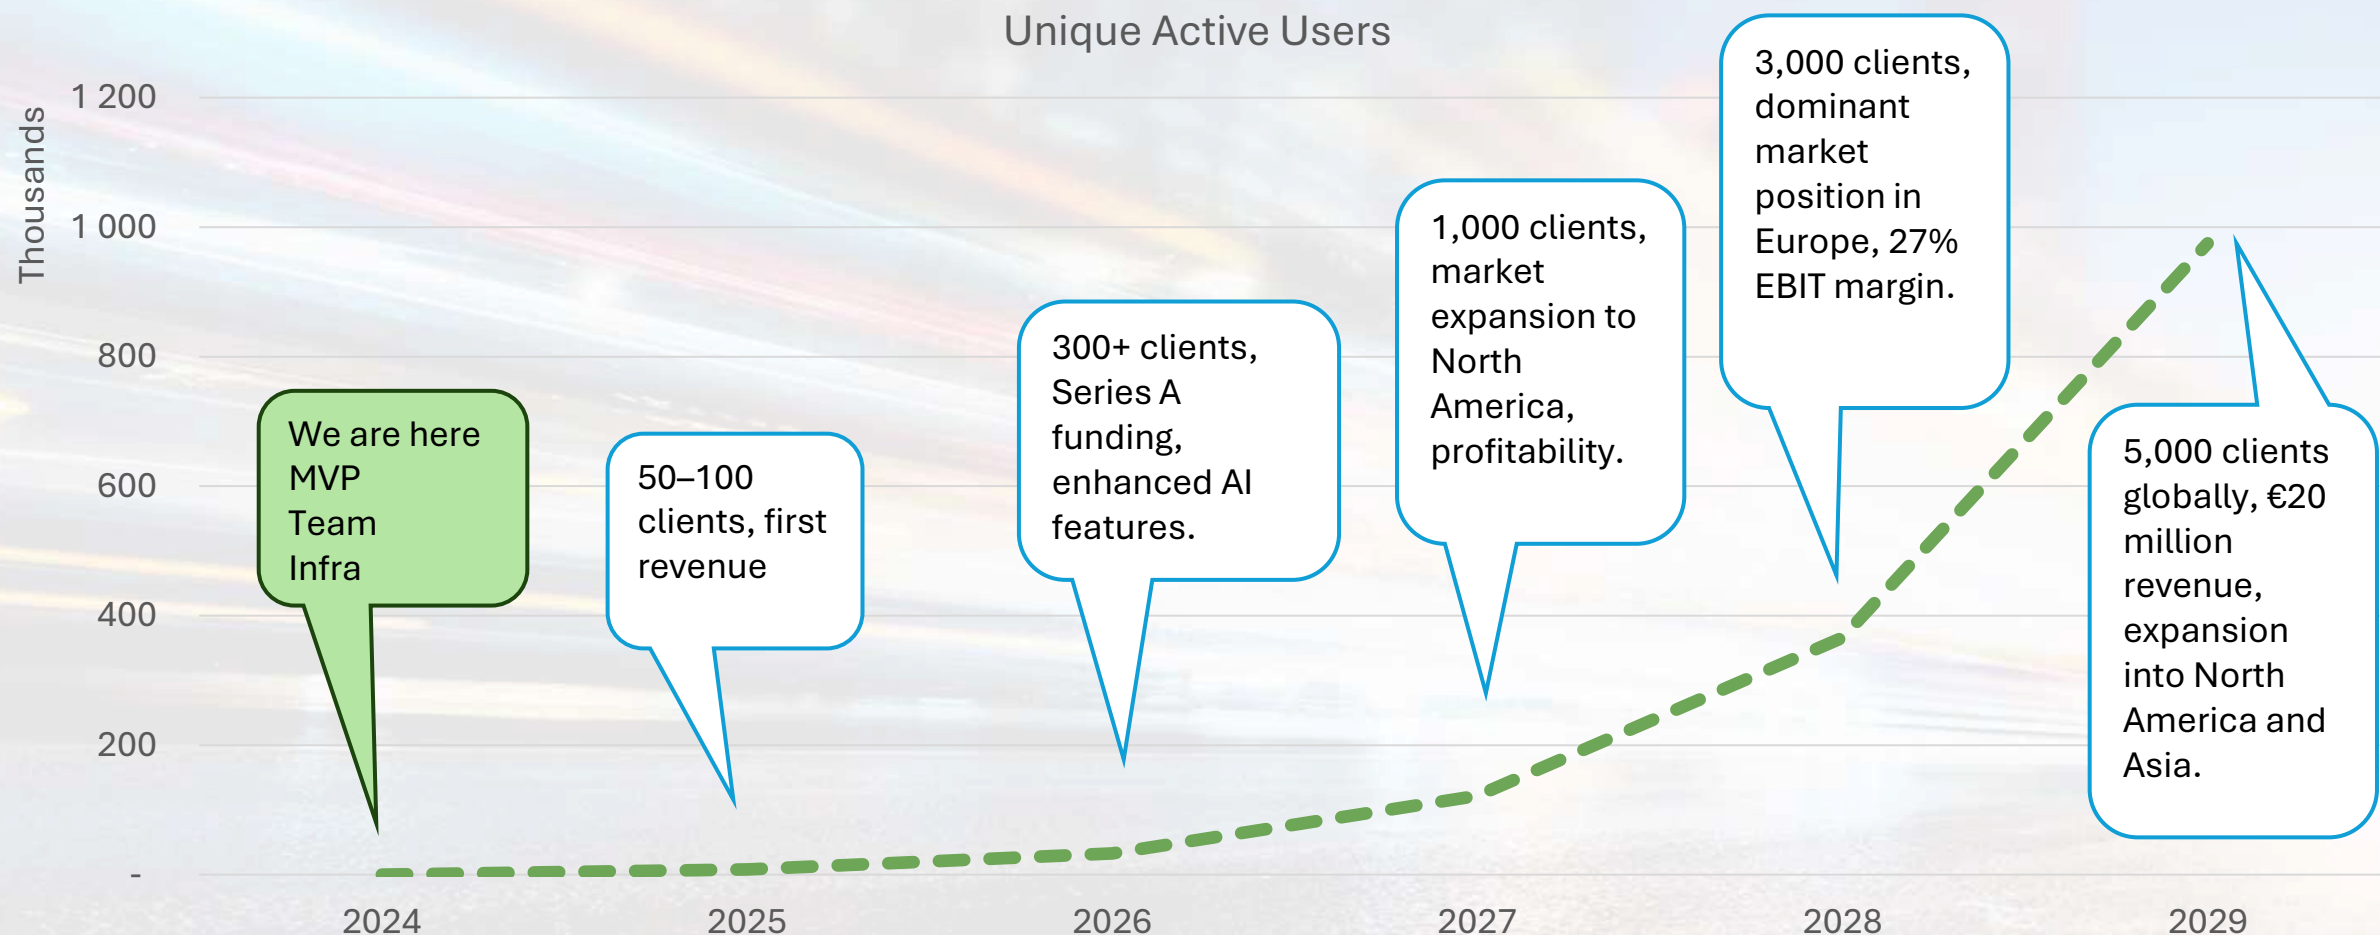 Unique Active Users
Thousands
1 200
1 000
800
600
400
200
-
We are here
MVP
Team
Infra
50–100
clients, first
revenue
300+ clients,
Series A
funding,
enhanced AI
features.
1,000 clients,
market
expansion to
North
America,
profitability.
3,000 clients,
dominant
market
position in
Europe, 27%
EBIT margin.
5,000 clients
globally, €20
million
revenue,
expansion
into North
America and
Asia.
2024
2025
2026
2027
2028
2029